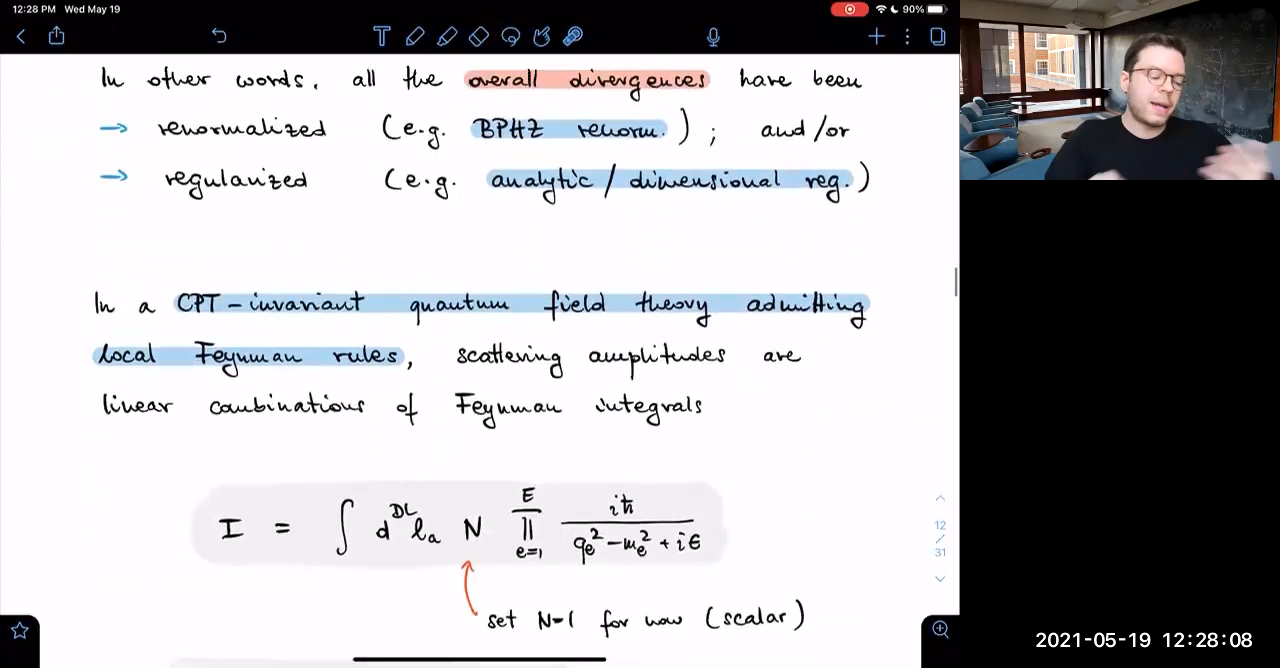 12:28 PM Wed May 19
90%
In other words, all the overall divergences have been
→ renormalized (e.g. BPHZ renorm.) ; and/or
→ regularized (e.g. analytic / dimensional reg.)
In a CPT-invariant quantum field theory admitting
local Feynman rules, scattering amplitudes are
linear combinations of Feynman integrals
I = ∫ d^{DL} ℓ_a N ∏_{e=1}^{E} iħ / (q_e^2 - m_e^2 + iε)
set N=1 for now (scalar)
12 / 31
2021-05-19 12:28:08